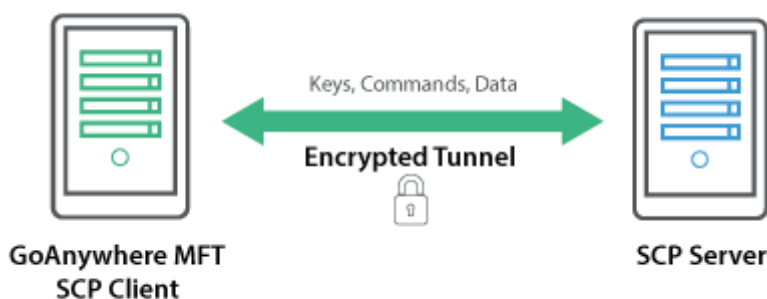 Keys, Commands, Data
Encrypted Tunnel
GoAnywhere MFT
SCP Client
SCP Server